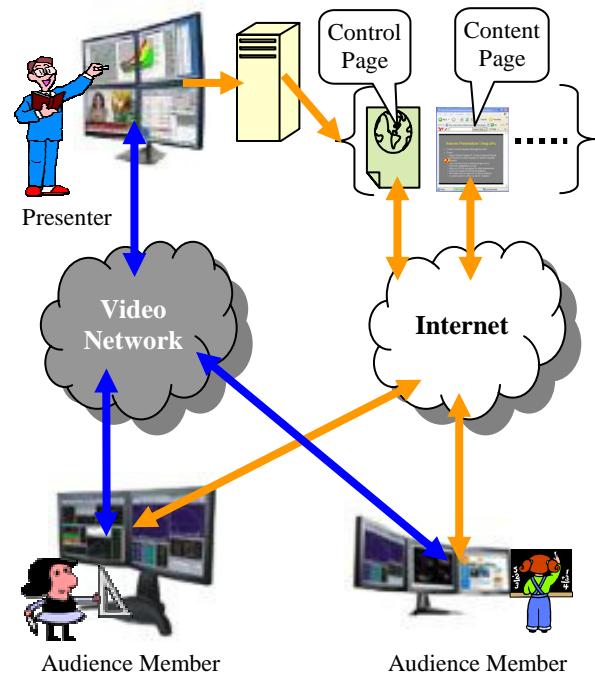 Control
Page
Content
Page
Presenter
Video
Network
Internet
Audience Member
Audience Member